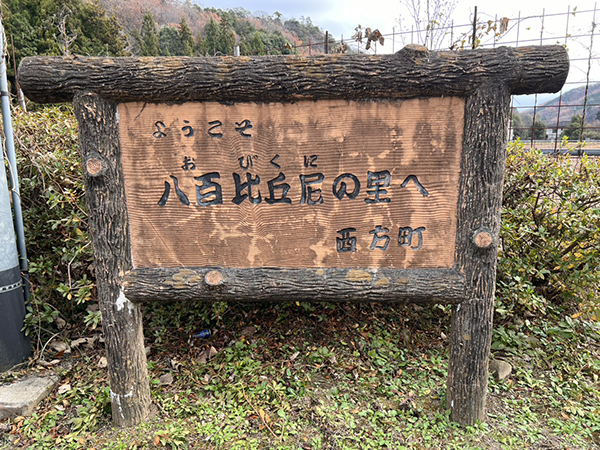 ようこそ
おびくに
八百比丘尼の里へ
西方町